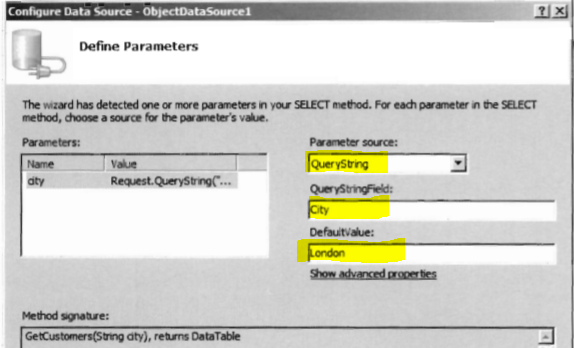 Configure Data Source - ObjectDataSource1
Define Parameters
The wizard has detected one or more parameters in your SELECT method. For each parameter in the SELECT
method, choose a source for the parameter's value.
Parameters:
Name Value
city Request.QueryString("...
Parameter source:
QueryString
QueryStringField:
City
DefaultValue:
London
Show advanced properties
Method signature:
GetCustomers(String city), returns DataTable